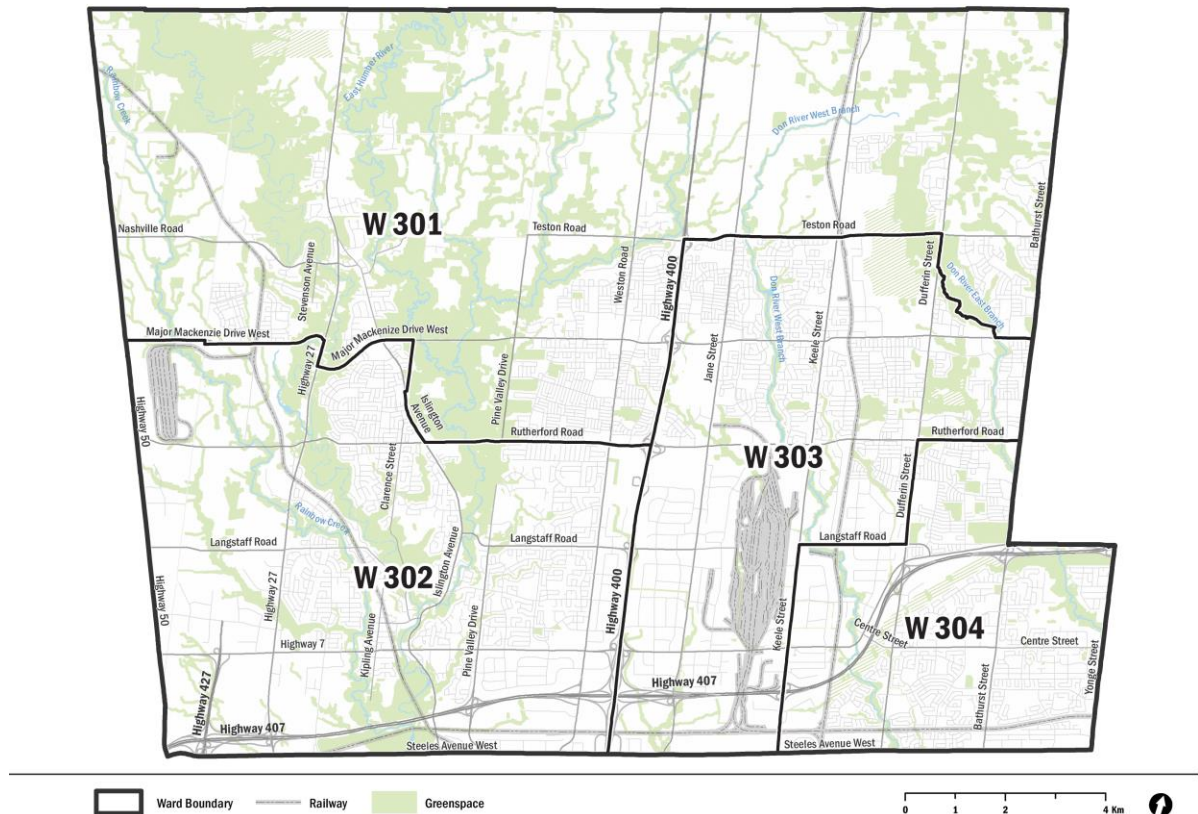 Rainbow Creek
East Humber River
Don River West Branch
Bathurst Street
W 301
Nashville Road
Teston Road
Teston Road
Stevenson Avenue
Weston Road
Highway 400
Dufferin Street
Don River East Branch
Don River West Branch
Major Mackenzie Drive West
Major Mackenize Drive West
Highway 27
Jane Street
Keele Street
Pine Valley Drive
Highway 50
Islington
Avenue
Rutherford Road
Rutherford Road
W 303
Clarence Street
Dufferin Street
Rainbow Creek
Langstaff Road
Langstaff Road
Langstaff Road
W 302
Islington Avenue
Highway 50
Highway 27
Highway 400
Kipling Avenue
Pine Valley Drive
Keele Street
Centre Street
W 304
Centre Street
Highway 7
Bathurst Street
Yonge Street
Highway 427
Highway 407
Highway 407
Steeles Avenue West
Steeles Avenue West
Ward Boundary
Railway
Greenspace
0 1 2 4 Km